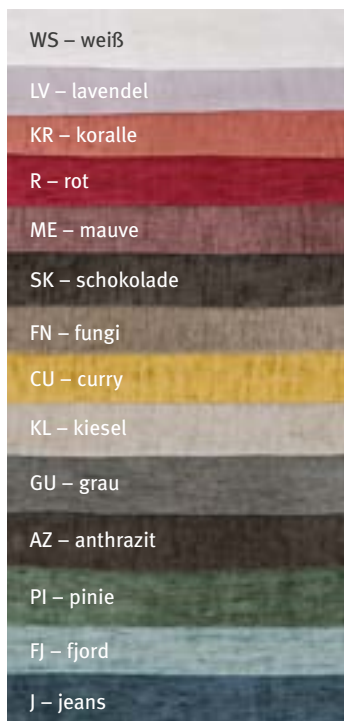 WS – weiß
LV – lavendel
KR – koralle
R – rot
ME – mauve
SK – schokolade
FN – fungi
CU – curry
KL – kiesel
GU – grau
AZ – anthrazit
PI – pinie
FJ – fjord
J – jeans